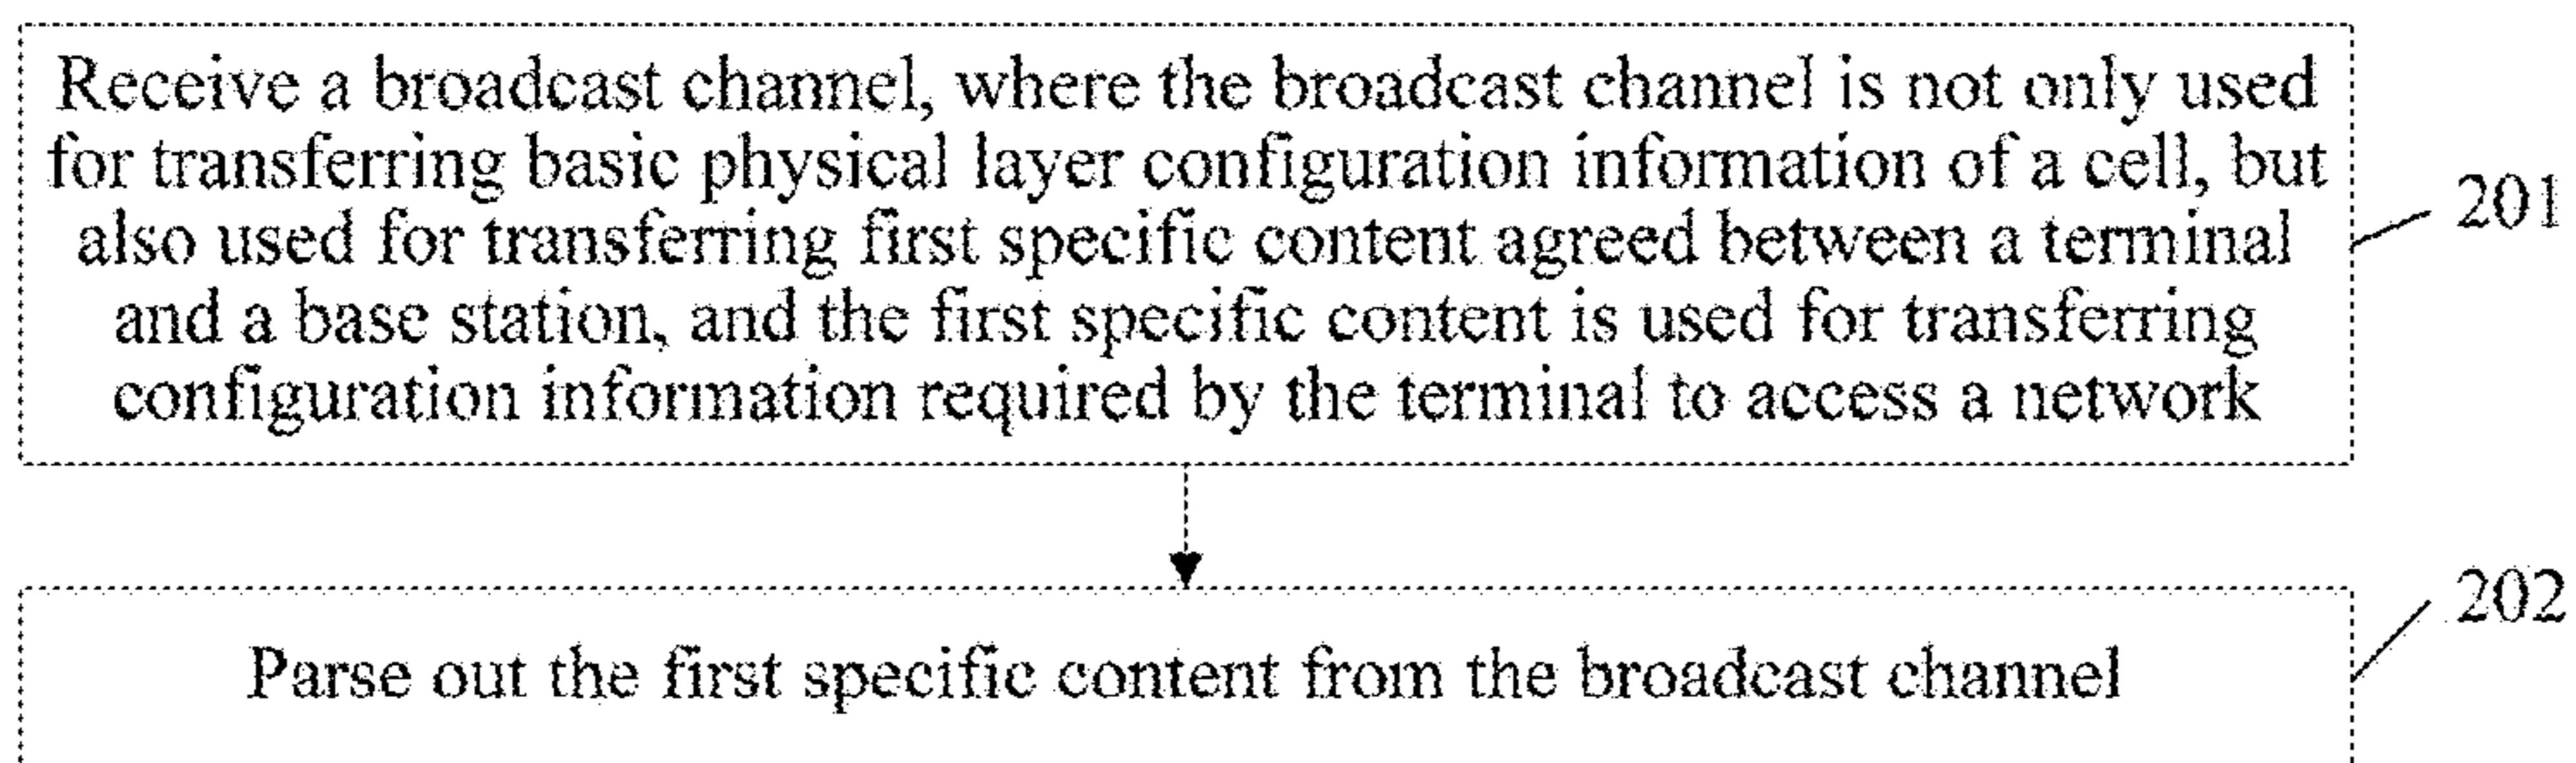 Receive a broadcast channel, where the broadcast channel is not only used
for transferring basic physical layer configuration information of a cell, but
also used for transferring first specific content agreed between a terminal
and a base station, and the first specific content is used for transferring
configuration information required by the terminal to access a network
201
202
Parse out the first specific content from the broadcast channel